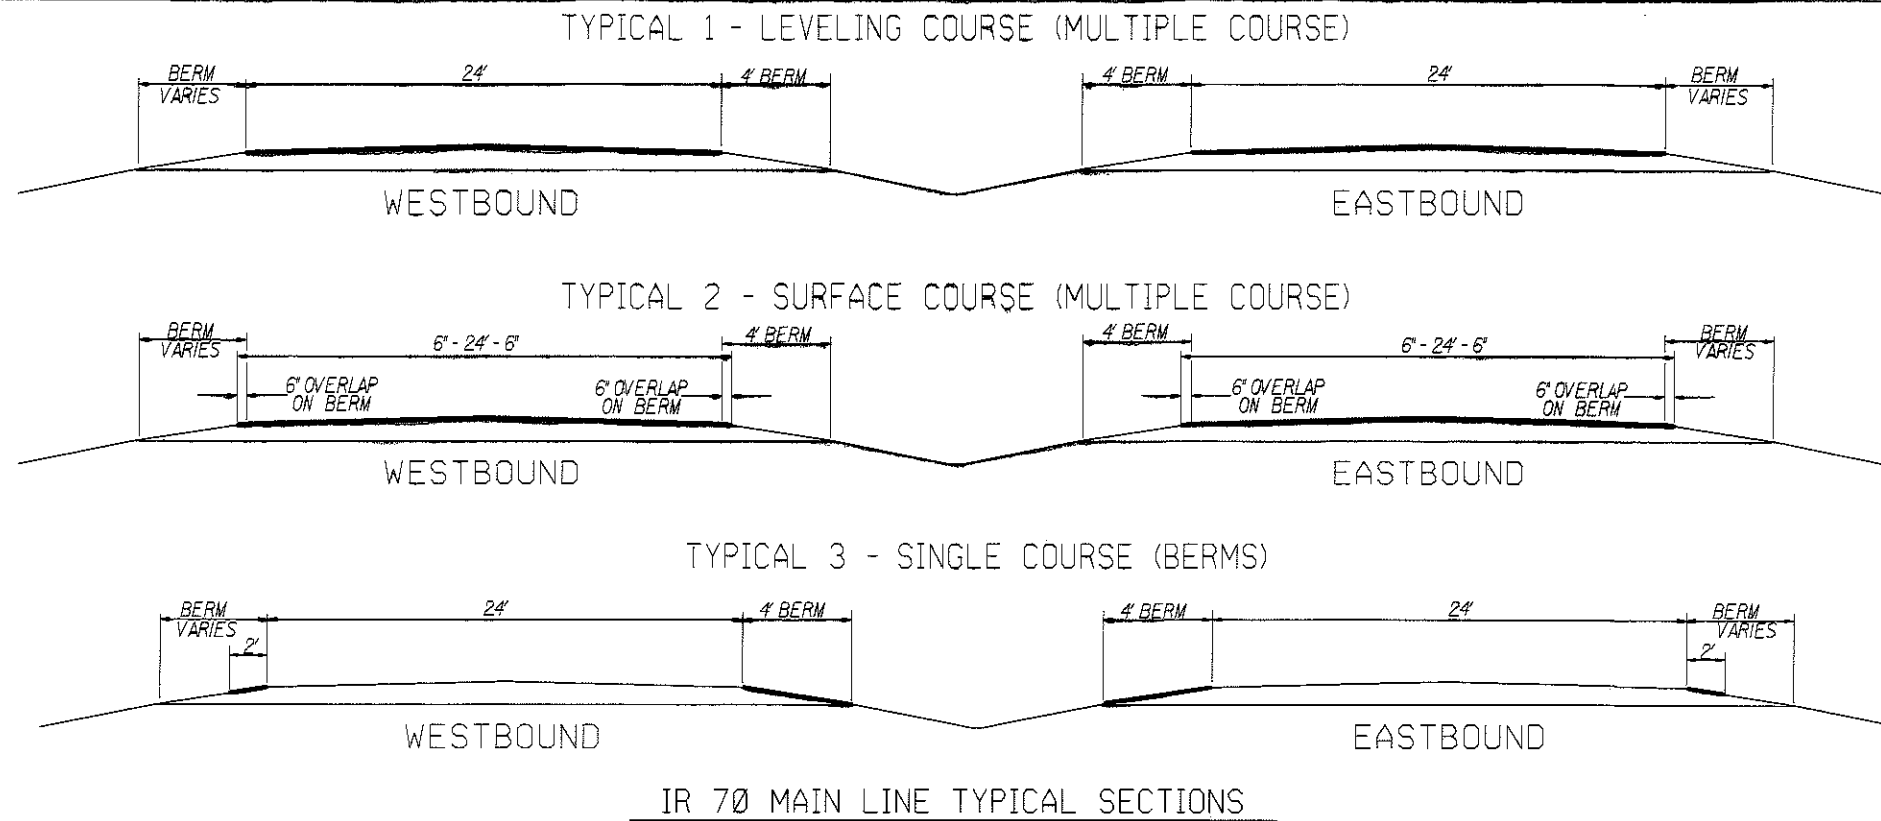 TYPICAL 1 - LEVELING COURSE (MULTIPLE COURSE)
BERM
VARIES
24'
4' BERM
4' BERM
24'
BERM
VARIES
WESTBOUND
EASTBOUND
TYPICAL 2 - SURFACE COURSE (MULTIPLE COURSE)
BERM
VARIES
6" - 24' - 6"
4' BERM
4' BERM
6" - 24' - 6"
BERM
VARIES
6" OVERLAP
ON BERM
6" OVERLAP
ON BERM
6" OVERLAP
ON BERM
6" OVERLAP
ON BERM
WESTBOUND
EASTBOUND
TYPICAL 3 - SINGLE COURSE (BERMS)
BERM
VARIES
24'
4' BERM
4' BERM
24'
BERM
VARIES
2'
2'
WESTBOUND
EASTBOUND
IR 70 MAIN LINE TYPICAL SECTIONS